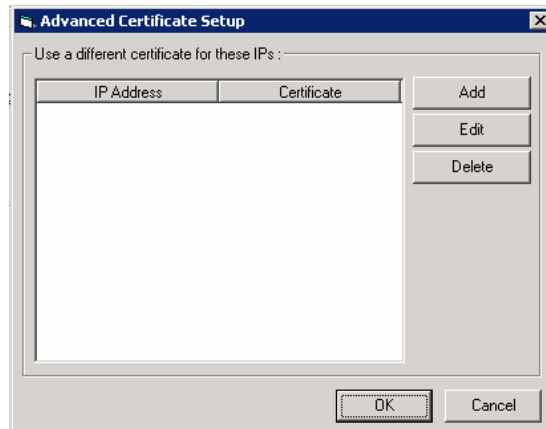 Advanced Certificate Setup
Use a different certificate for these IPs :
IP Address Certificate
Add
Edit
Delete
OK Cancel